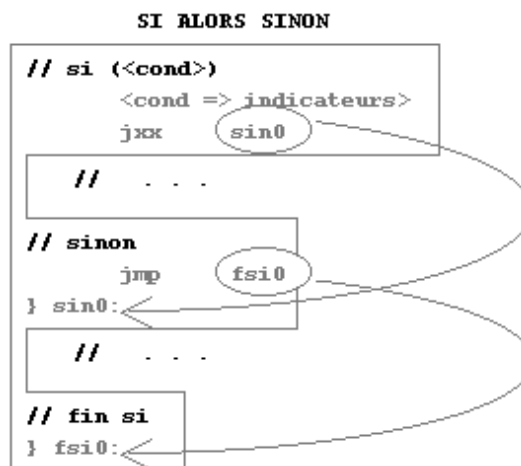 SI ALORS SINON
// si (<cond>)
<cond => indicateurs>
jxx sin0
// . . .
// sinon
jmp fsi0
} sin0:
// . . .
// fin si
} fsi0: